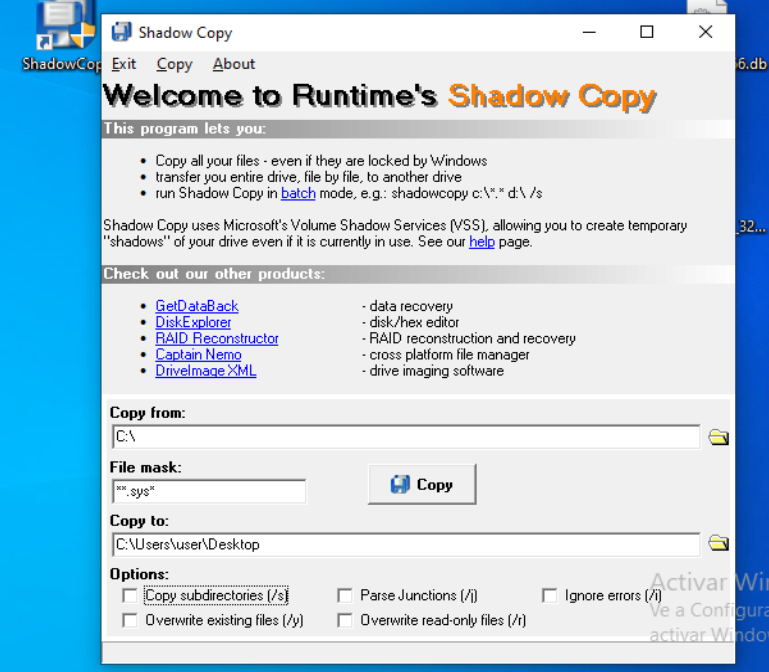 ShadowCop
Shadow Copy
Exit Copy About
Welcome to Runtime's Shadow Copy
This program lets you:
• Copy all your files - even if they are locked by Windows
• transfer you entire drive, file by file, to another drive
• run Shadow Copy in batch mode, e.g.: shadowcopy c:\*.* d:\ /s
Shadow Copy uses Microsoft's Volume Shadow Services (VSS), allowing you to create temporary
"shadows" of your drive even if it is currently in use. See our help page.
Check out our other products:
• GetDataBack - data recovery
• DiskExplorer - disk/hex editor
• RAID Reconstructor - RAID reconstruction and recovery
• Captain Nemo - cross platform file manager
• DriveImage XML - drive imaging software
Copy from:
C:\
File mask:
**.sys*
Copy
Copy to:
C:\Users\user\Desktop
Options:
Copy subdirectories (/s)
Parse Junctions (/j)
Ignore errors (/i)
Overwrite existing files (/y)
Overwrite read-only files (/r)
6.db
_32...
Activar Win
Ve a Configura
activar Windo